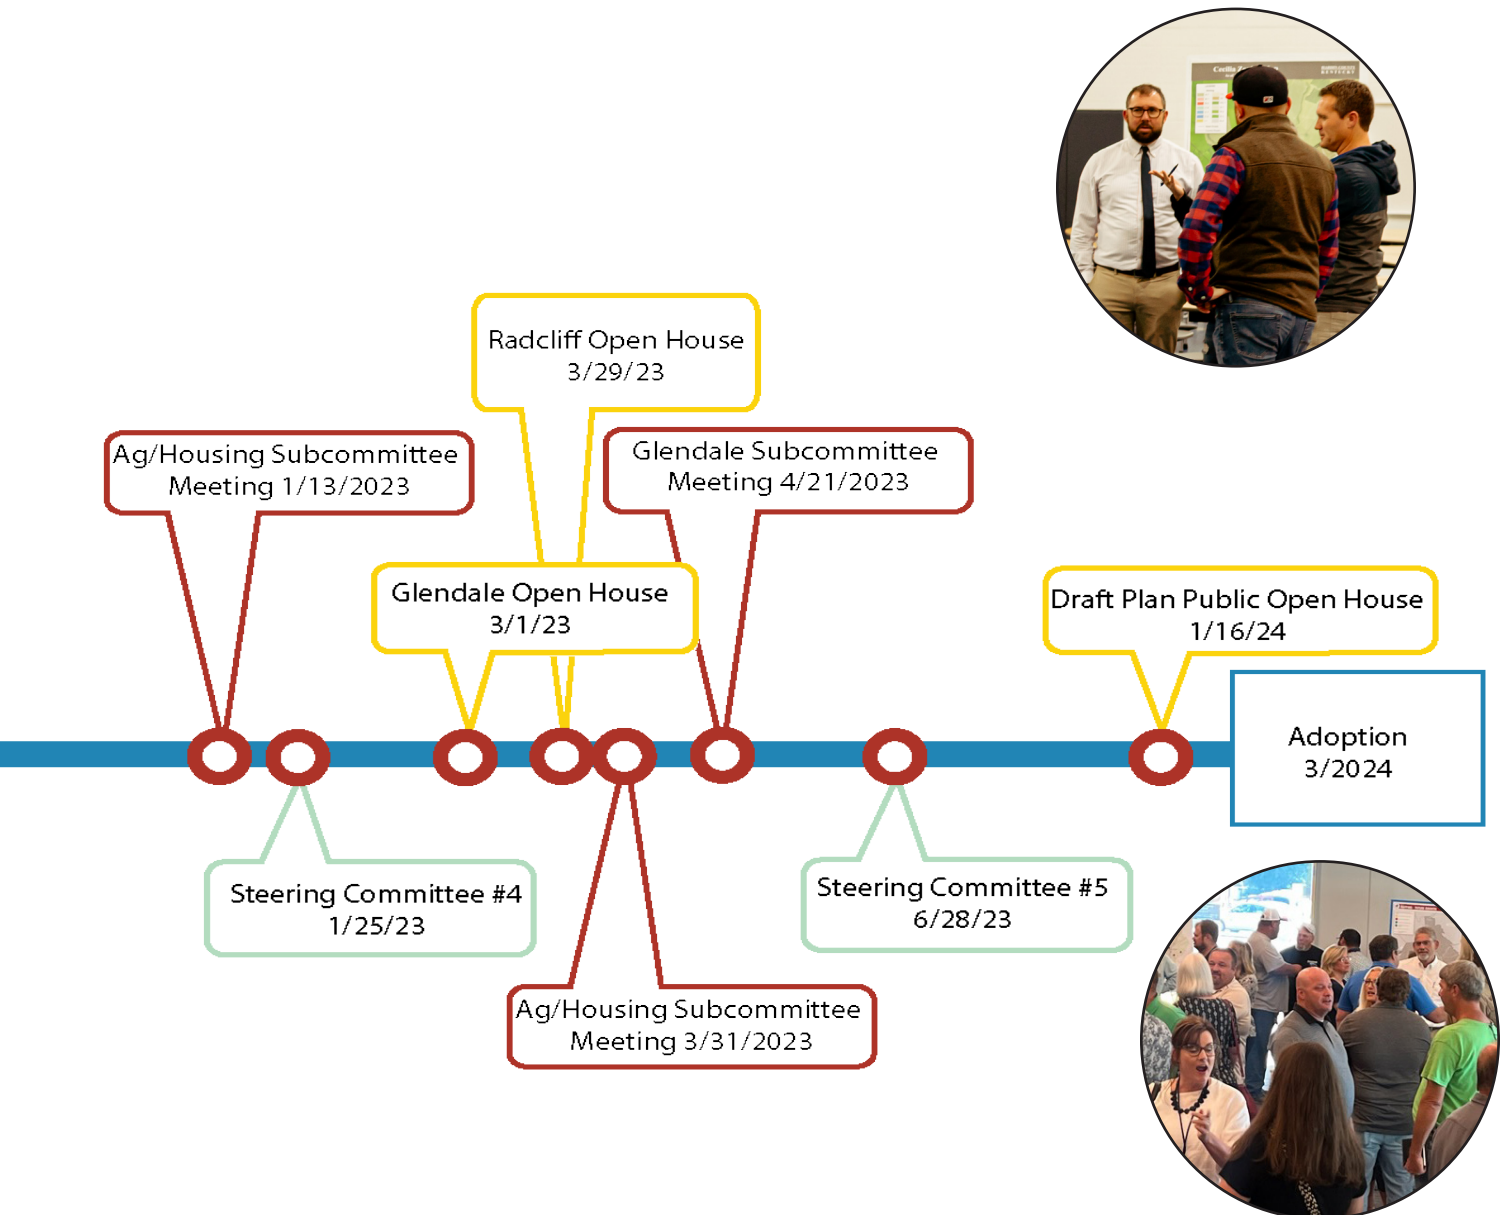 Radcliff Open House
3/29/23
Ag/Housing Subcommittee
Meeting 1/13/2023
Glendale Subcommittee
Meeting 4/21/2023
Glendale Open House
3/1/23
Draft Plan Public Open House
1/16/24
Adoption
3/2024
Steering Committee #4
1/25/23
Steering Committee #5
6/28/23
Ag/Housing Subcommittee
Meeting 3/31/2023